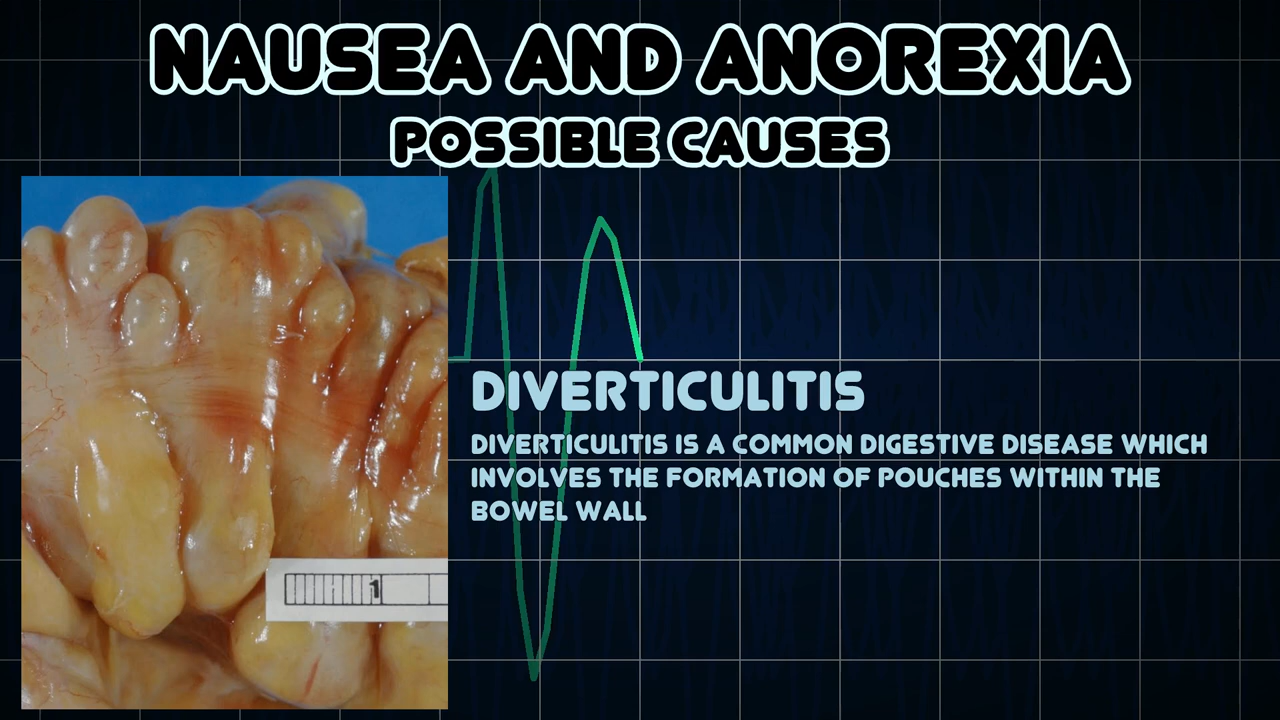 NAUSEA AND ANOREXIA
POSSIBLE CAUSES
DIVERTICULITIS
DIVERTICULITIS IS A COMMON DIGESTIVE DISEASE WHICH
INVOLVES THE FORMATION OF POUCHES WITHIN THE
BOWEL WALL
1